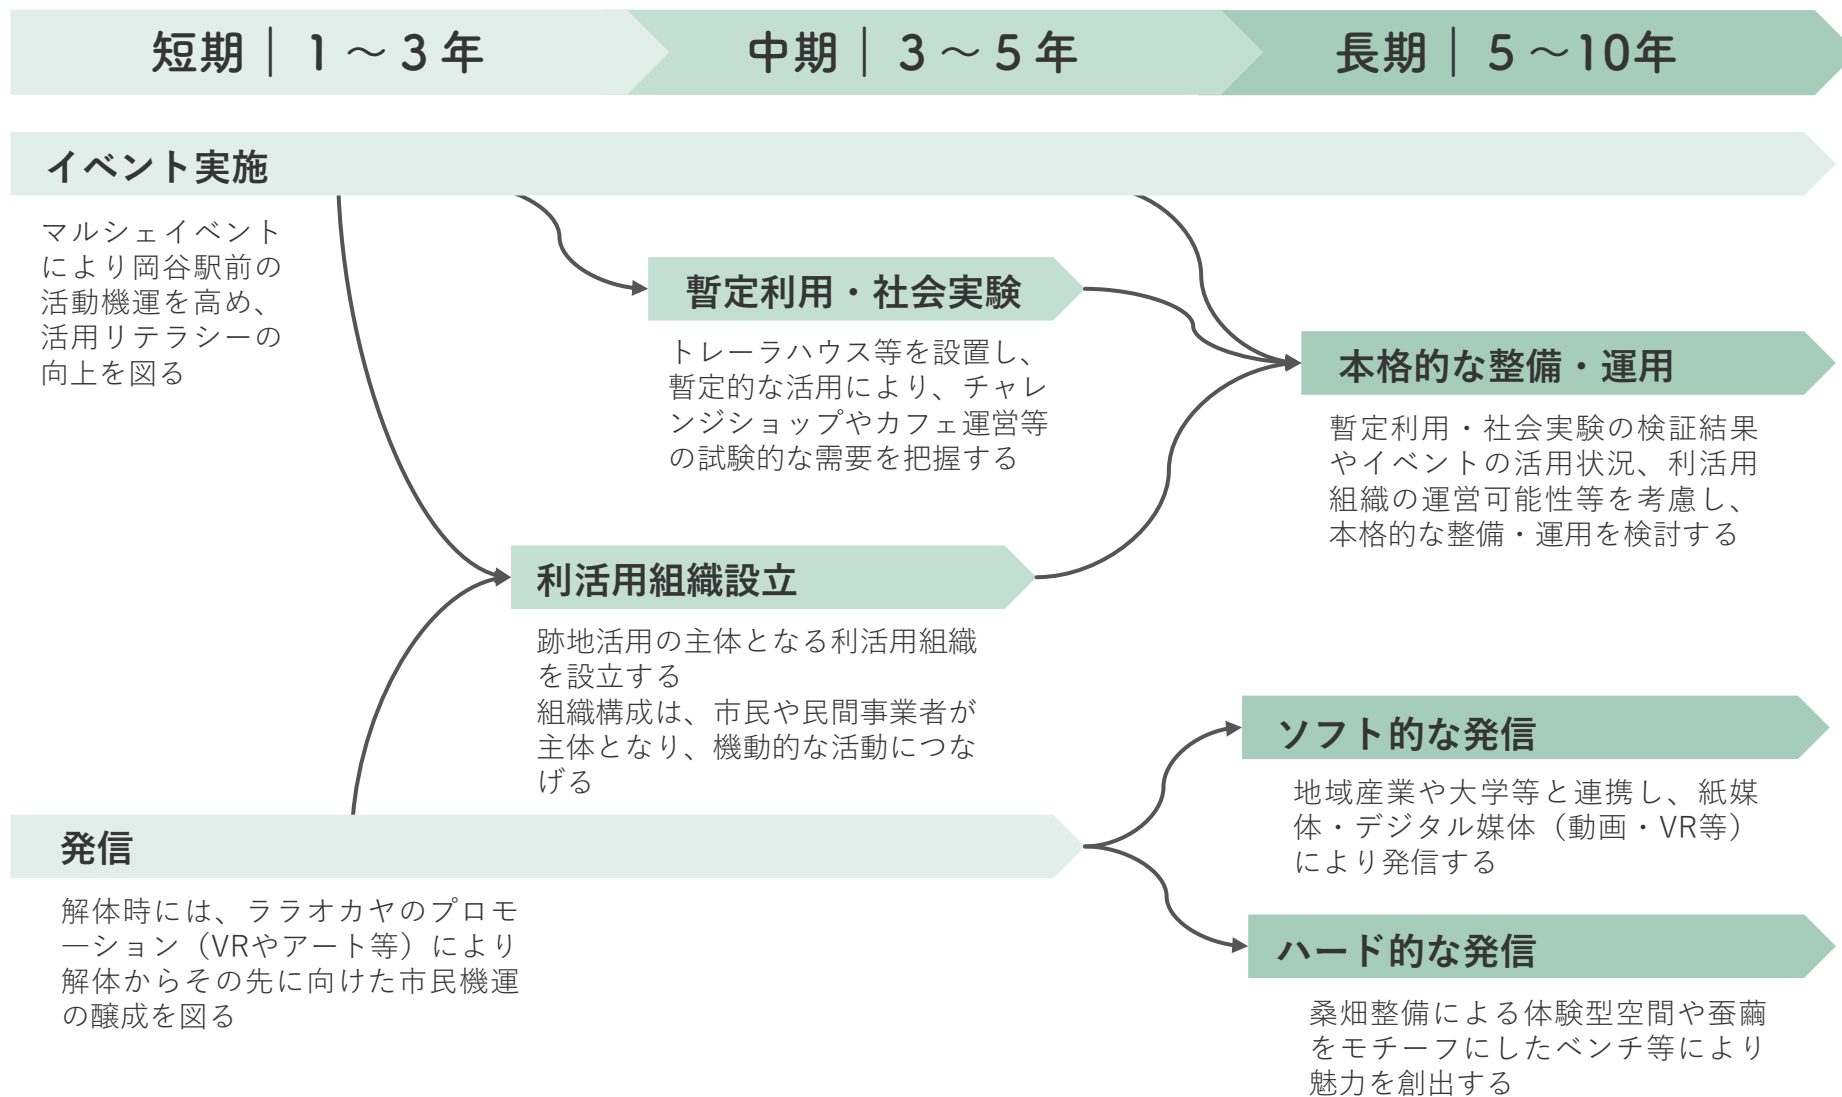 短期｜１～３年
中期｜３～５年
長期｜５～10年
イベント実施
マルシェイベント
により岡谷駅前の
活動機運を高め、
活用リテラシーの
向上を図る
暫定利用・社会実験
トレーラハウス等を設置し、
暫定的な活用により、チャレ
ンジショップやカフェ運営等
の試験的な需要を把握する
本格的な整備・運用
暫定利用・社会実験の検証結果
やイベントの活用状況、利活用
組織の運営可能性等を考慮し、
本格的な整備・運用を検討する
利活用組織設立
跡地活用の主体となる利活用組織
を設立する
組織構成は、市民や民間事業者が
主体となり、機動的な活動につな
げる
発信
解体時には、ララオカヤのプロモ
ーション（VRやアート等）により
解体からその先に向けた市民機運
の醸成を図る
ソフト的な発信
地域産業や大学等と連携し、紙媒
体・デジタル媒体（動画・VR等）
により発信する
ハード的な発信
桑畑整備による体験型空間や蚕繭
をモチーフにしたベンチ等により
魅力を創出する